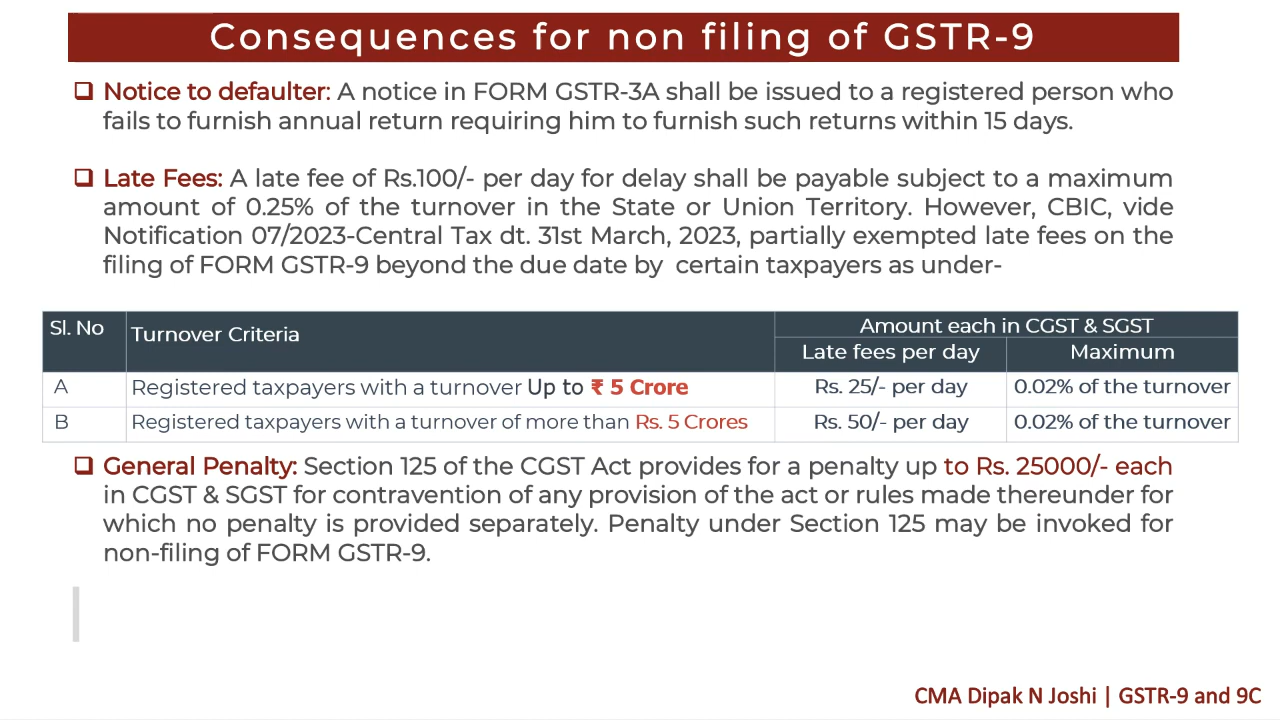 Consequences for non filing of GSTR-9
❑ Notice to defaulter: A notice in FORM GSTR-3A shall be issued to a registered person who
fails to furnish annual return requiring him to furnish such returns within 15 days.
❑ Late Fees: A late fee of Rs.100/- per day for delay shall be payable subject to a maximum
amount of 0.25% of the turnover in the State or Union Territory. However, CBIC, vide
Notification 07/2023-Central Tax dt. 31st March, 2023, partially exempted late fees on the
filing of FORM GSTR-9 beyond the due date by certain taxpayers as under-
Sl. No Turnover Criteria Amount each in CGST & SGST
Late fees per day Maximum
A Registered taxpayers with a turnover Up to ₹ 5 Crore Rs. 25/- per day 0.02% of the turnover
B Registered taxpayers with a turnover of more than Rs. 5 Crores Rs. 50/- per day 0.02% of the turnover
❑ General Penalty: Section 125 of the CGST Act provides for a penalty up to Rs. 25000/- each
in CGST & SGST for contravention of any provision of the act or rules made thereunder for
which no penalty is provided separately. Penalty under Section 125 may be invoked for
non-filing of FORM GSTR-9.
CMA Dipak N Joshi | GSTR-9 and 9C